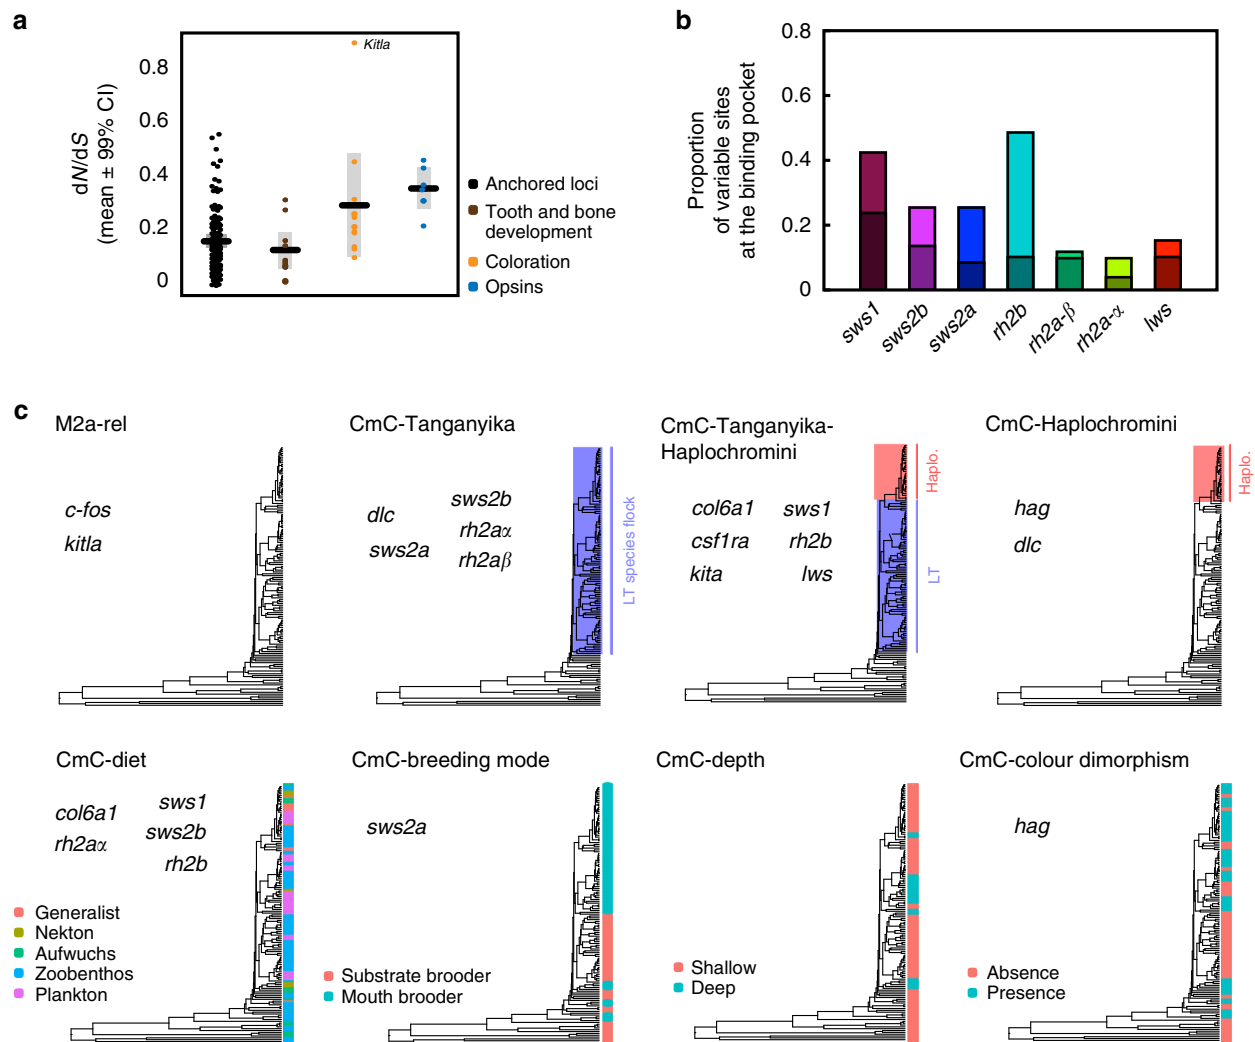 a
dN/dS
(mean ± 99% CI)
0.8
0.6
0.4
0.2
0
Kitla
Anchored loci
Tooth and bone
development
Coloration
Opsins
b
Proportion
of variable sites
at the binding pocket
0.8
0.6
0.4
0.2
0
sws1
sws2b
sws2a
rh2b
rh2a-β
rh2a-α
lws
c
M2a-rel
c-fos
kitla
CmC-Tanganyika
dlc
sws2a
sws2b
rh2aα
rh2aβ
LT species flock
CmC-Tanganyika-
Haplochromini
col6a1
csf1ra
kita
sws1
rh2b
lws
Haplo.
LT
CmC-Haplochromini
hag
dlc
Haplo.
CmC-diet
col6a1
rh2aα
sws1
sws2b
rh2b
Generalist
Nekton
Aufwuchs
Zoobenthos
Plankton
CmC-breeding mode
sws2a
Substrate brooder
Mouth brooder
CmC-depth
Shallow
Deep
CmC-colour dimorphism
hag
Absence
Presence